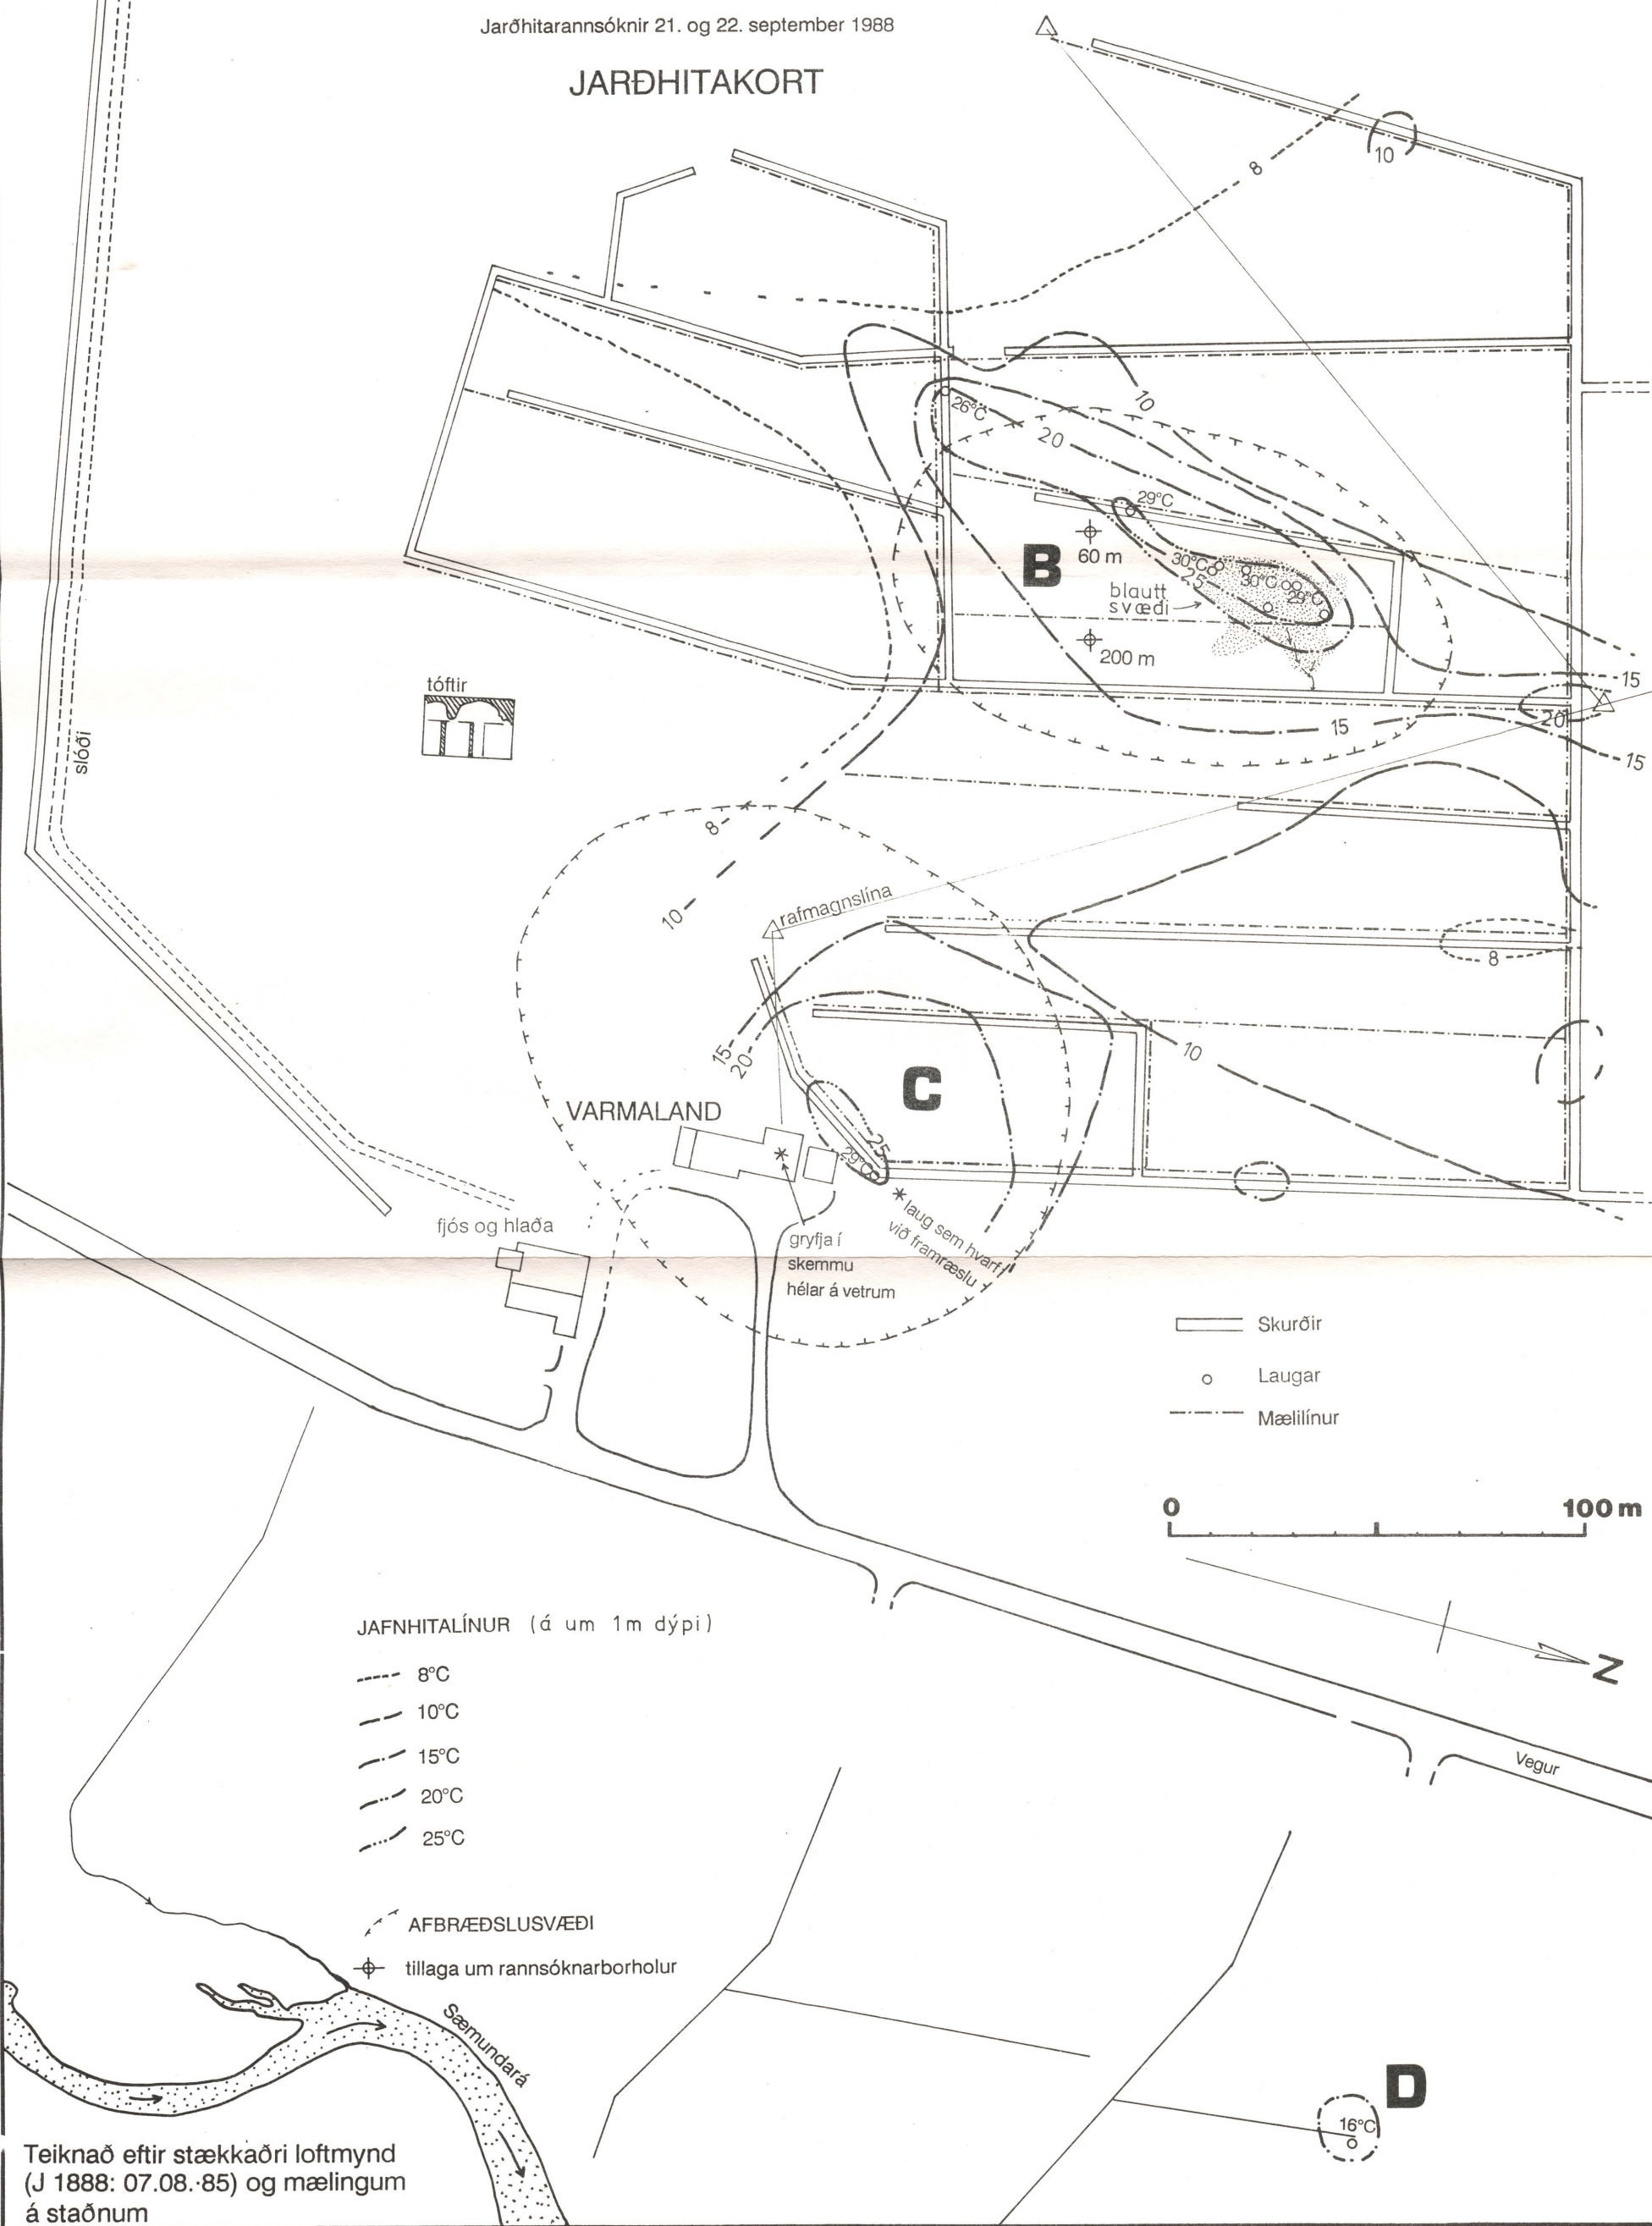 Jarðhitarannsóknir 21. og 22. september 1988
JARÐHITAKORT
8
10
10
26°C
20
29°C
60 m
B
30°C
25
30°C
29°C
blautt
svæði
200 m
15
20
15
15
tóftir
slóði
8
10
rafmagnslína
8
15
20
10
C
VARMALAND
25
29°C
laug sem hvarf
við framræslu
gryfja í
skemmu
hélar á vetrum
fjós og hlaða
Skurðir
Laugar
Mælilínur
0
100 m
N
Vegur
JAFNHITALÍNUR (á um 1m dýpi)
8°C
10°C
15°C
20°C
25°C
AFBRÆÐSLUSVÆÐI
tillaga um rannsóknarborholur
Sæmundará
D
16°C
Teiknað eftir stækkaðri loftmynd
(J 1888: 07.08.·85) og mælingum
á staðnum